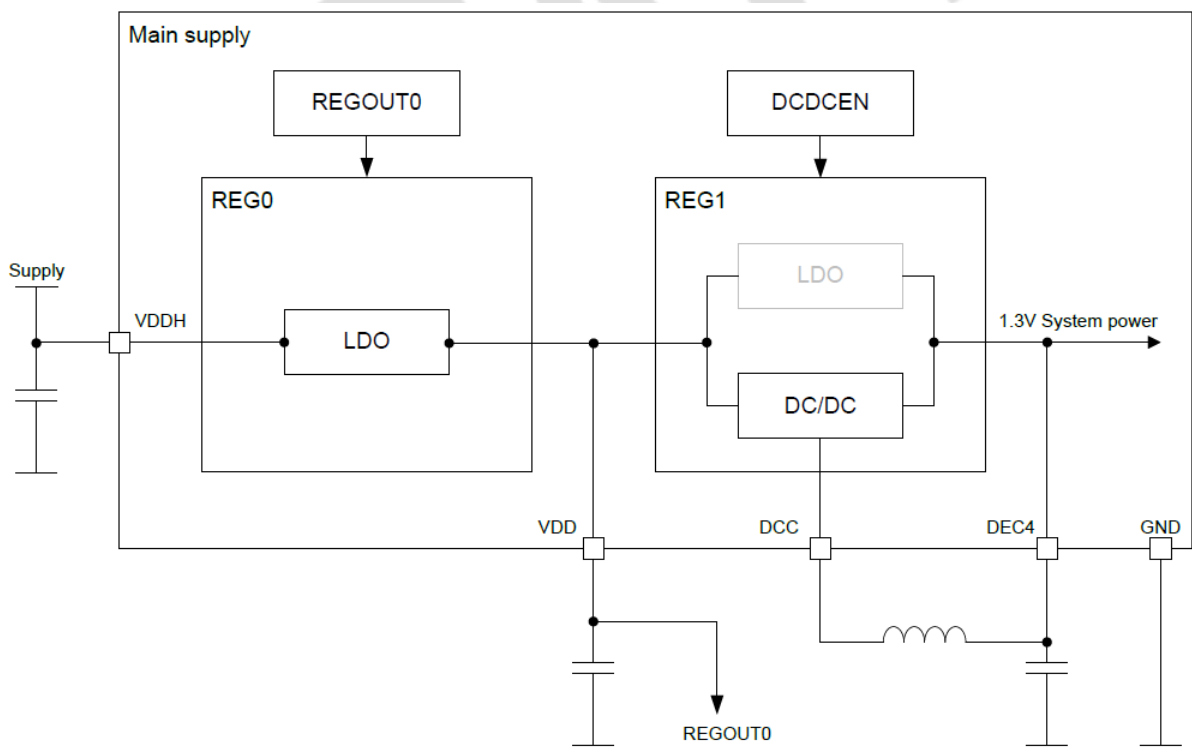 Main supply
REGOUT0
DCDCEN
REG0
REG1
Supply
LDO
VDDH
LDO
1.3V System power
DC/DC
VDD
DCC
DEC4
GND
REGOUT0